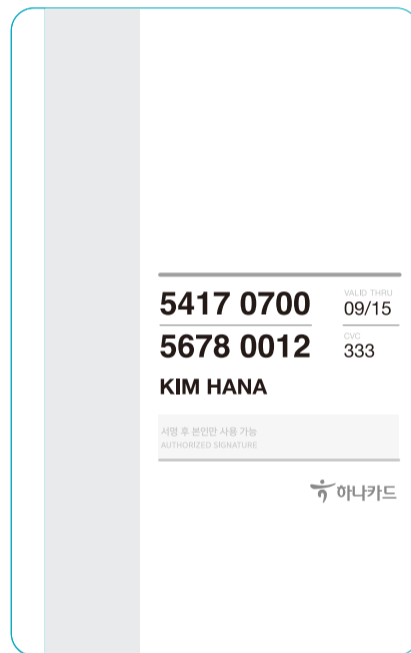 5417 0700
VALID THRU
09/15
5678 0012
CVC
333
KIM HANA
서명 후 본인만 사용 가능
AUTHORIZED SIGNATURE
하나카드